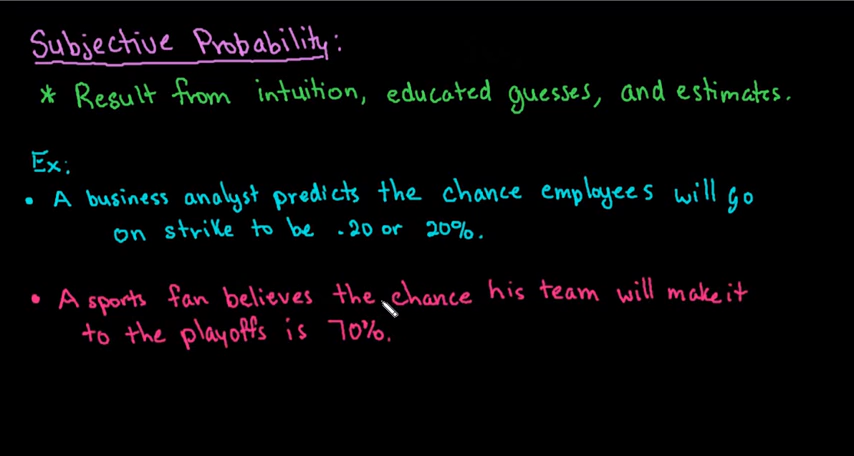 Subjective Probability:
* Result from intuition, educated guesses, and estimates.
Ex:
• A business analyst predicts the chance employees will go
on strike to be .20 or 20%.
• A sports fan believes the chance his team will make it
to the playoffs is 70%.